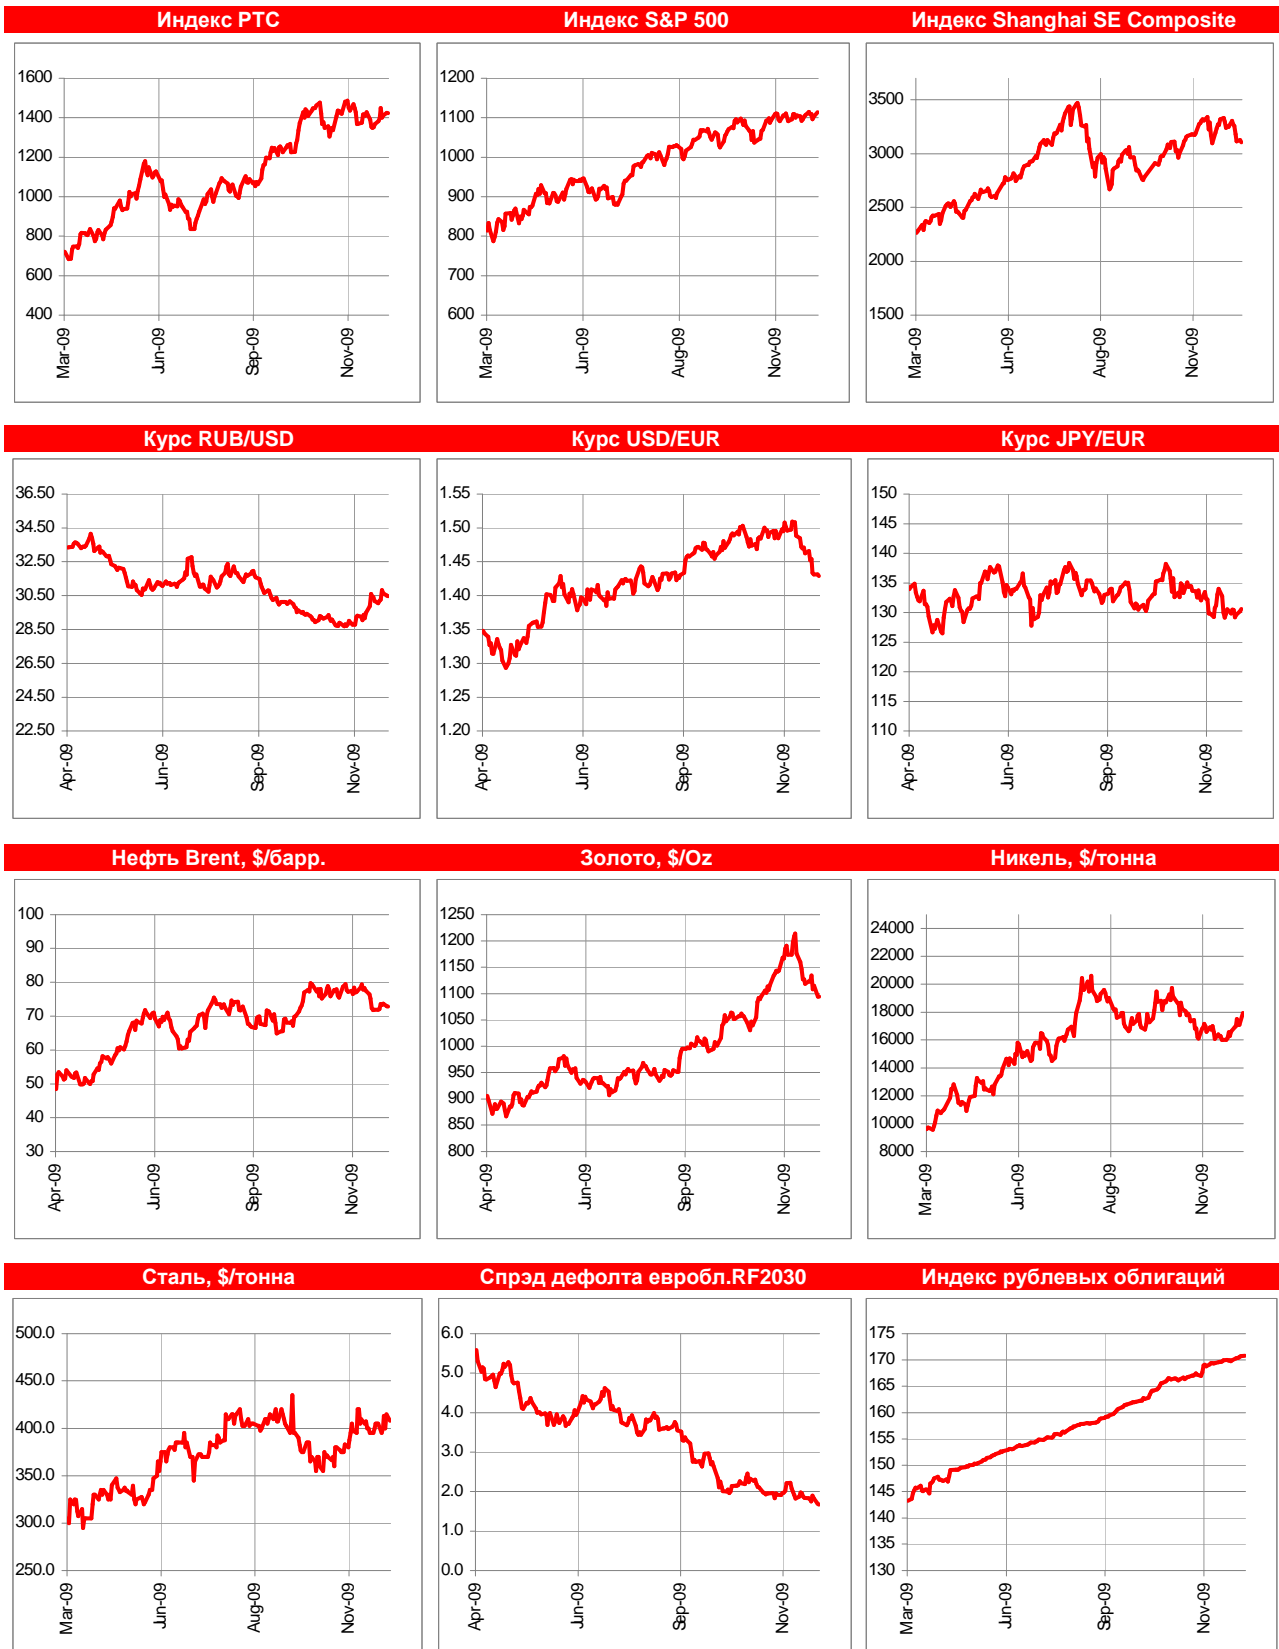 Индекс РТС
Индекс S&P 500
Индекс Shanghai SE Composite
1600
1400
1200
1000
800
600
400
Mar-09
Jun-09
Sep-09
Nov-09
1200
1100
1000
900
800
700
600
Mar-09
Jun-09
Aug-09
Nov-09
3500
3000
2500
2000
1500
Mar-09
Jun-09
Aug-09
Nov-09
Курс RUB/USD
Курс USD/EUR
Курс JPY/EUR
36.50
34.50
32.50
30.50
28.50
26.50
24.50
22.50
Apr-09
Jun-09
Sep-09
Nov-09
1.55
1.50
1.45
1.40
1.35
1.30
1.25
1.20
Apr-09
Jun-09
Sep-09
Nov-09
150
145
140
135
130
125
120
115
110
Apr-09
Jun-09
Sep-09
Nov-09
Нефть Brent, $/барр.
Золото, $/Oz
Никель, $/тонна
100
90
80
70
60
50
40
30
Apr-09
Jun-09
Sep-09
Nov-09
1250
1200
1150
1100
1050
1000
950
900
850
800
Apr-09
Jun-09
Sep-09
Nov-09
24000
22000
20000
18000
16000
14000
12000
10000
8000
Mar-09
Jun-09
Aug-09
Nov-09
Сталь, $/тонна
Спрэд дефолта евробл.RF2030
Индекс рублевых облигаций
500.0
450.0
400.0
350.0
300.0
250.0
Mar-09
Jun-09
Aug-09
Nov-09
6.0
5.0
4.0
3.0
2.0
1.0
0.0
Apr-09
Jun-09
Sep-09
Nov-09
175
170
165
160
155
150
145
140
135
130
Mar-09
Jun-09
Sep-09
Nov-09